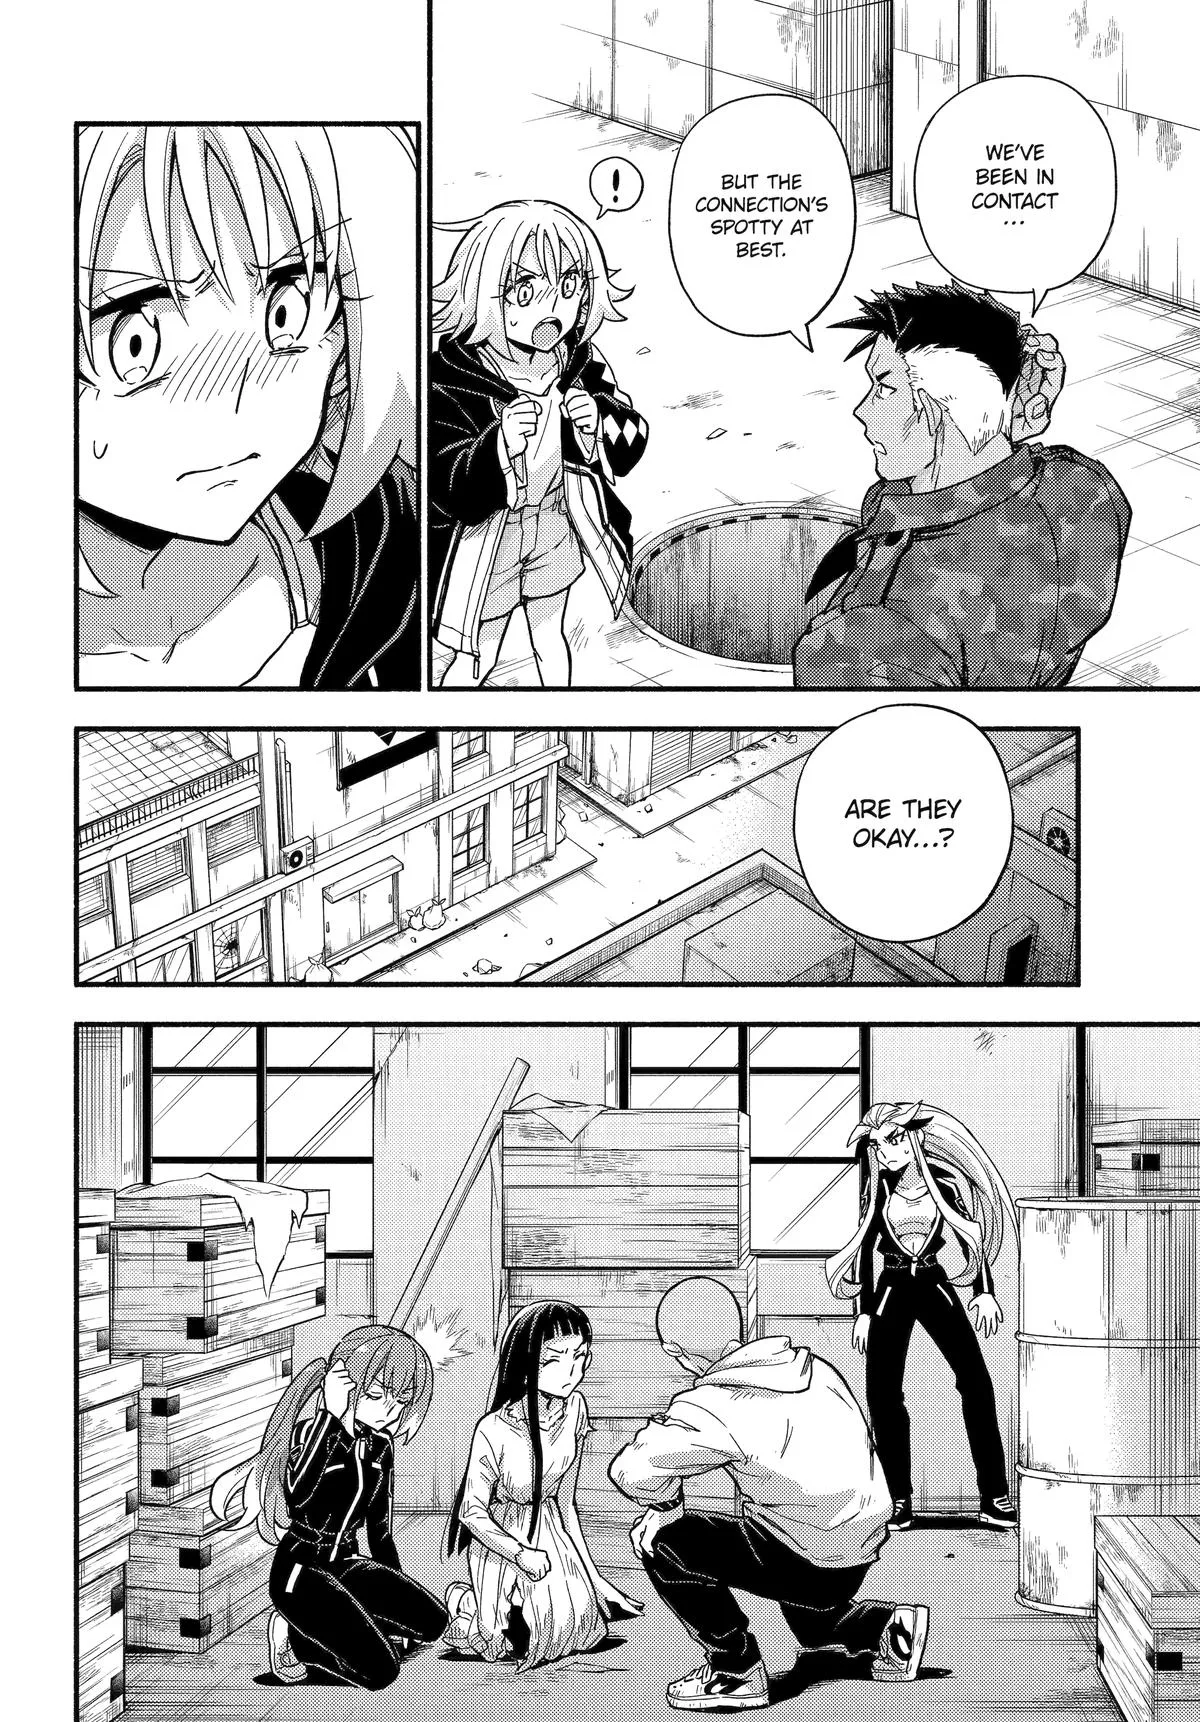 WE'VE
BEEN IN
CONTACT
...
BUT THE
CONNECTION'S
SPOTTY AT
BEST.
!
ARE THEY
OKAY...?